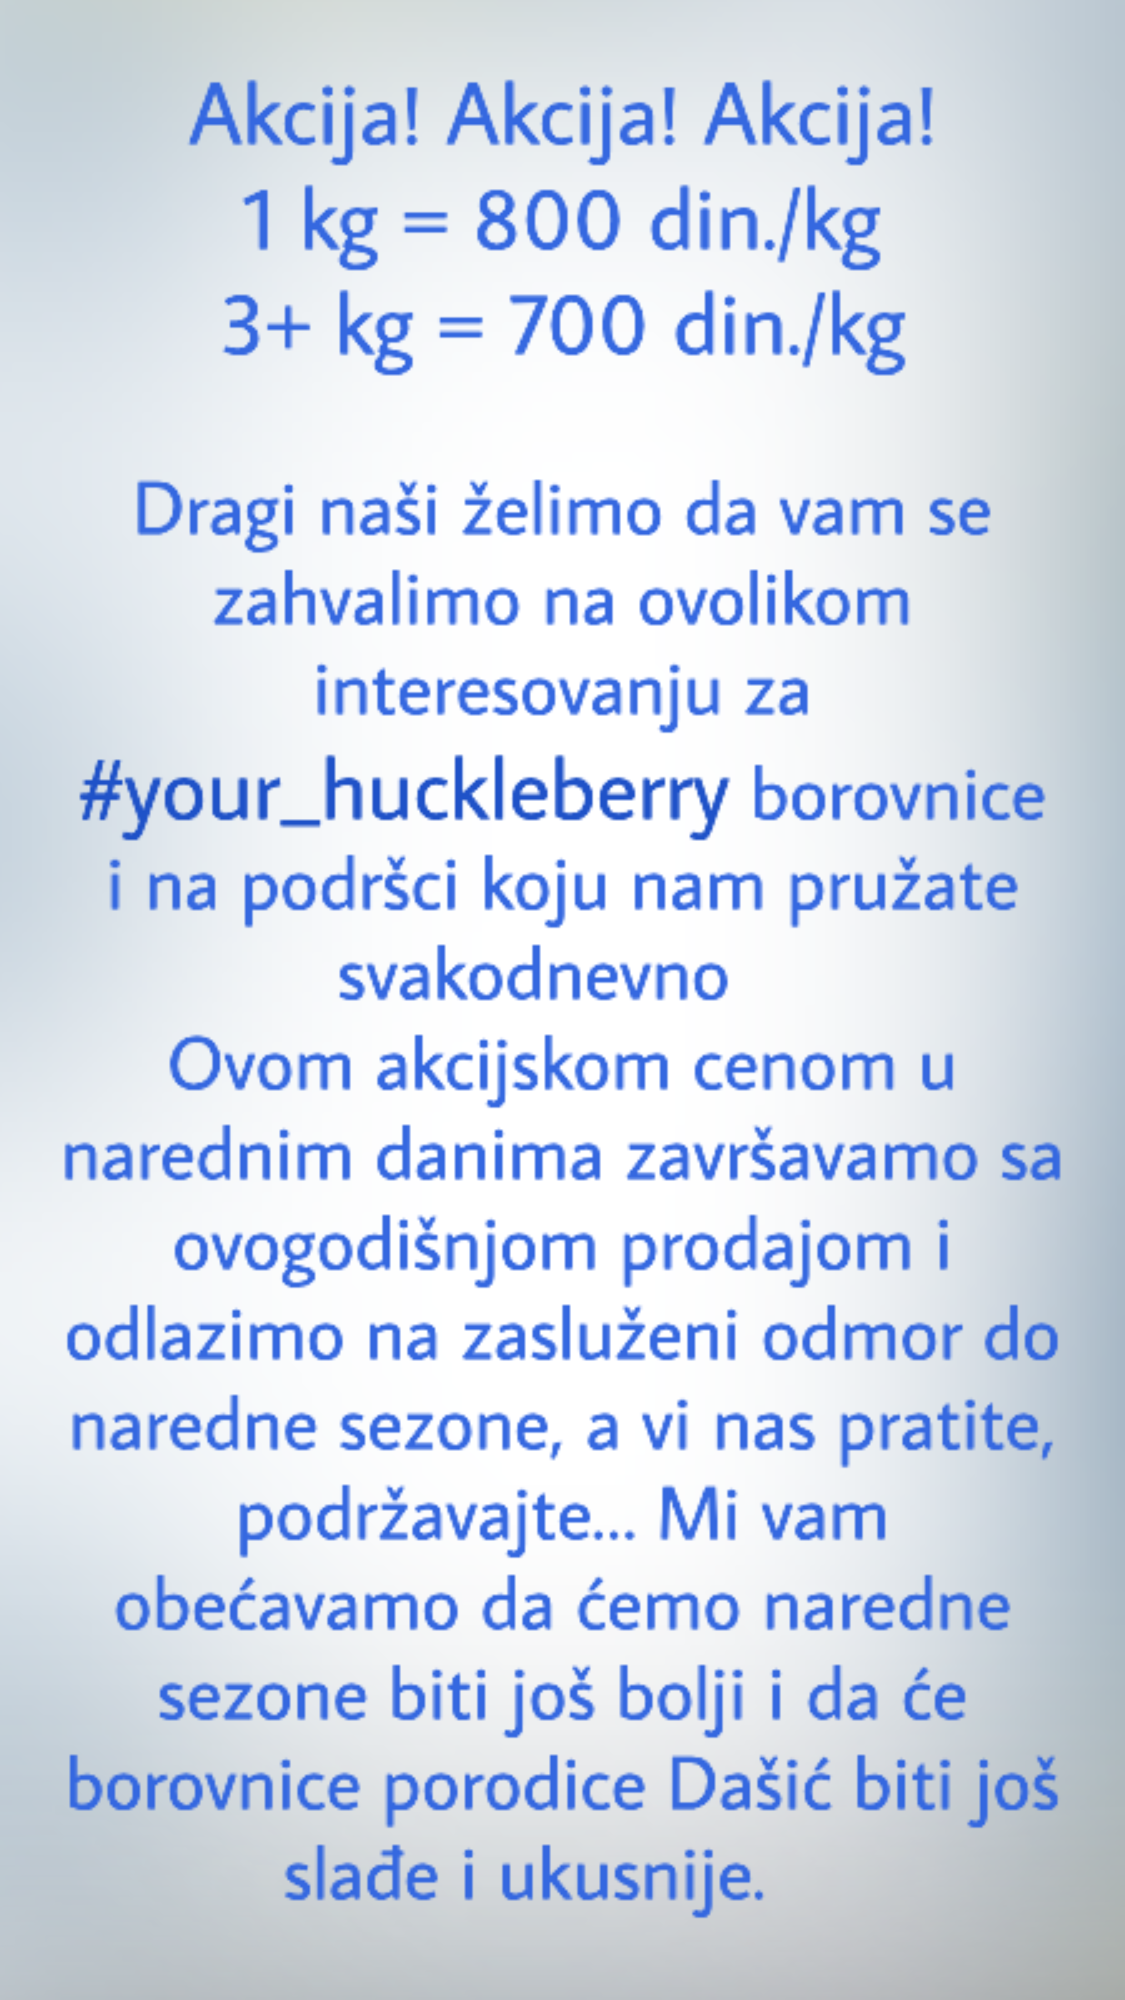 Akcija! Akcija! Akcija!
1 kg = 800 din./kg
3+ kg = 700 din./kg
Dragi naši želimo da vam se
zahvalimo na ovolikom
interesovanju za
#your_huckleberry borovnice
i na podršci koju nam pružate
svakodnevno
Ovom akcijskom cenom u
narednim danima završavamo sa
ovogodišnjom prodajom i
odlazimo na zasluženi odmor do
naredne sezone, a vi nas pratite,
podržavajte... Mi vam
obećavamo da ćemo naredne
sezone biti još bolji i da će
borovnice porodice Dašić biti još
slađe i ukusnije.